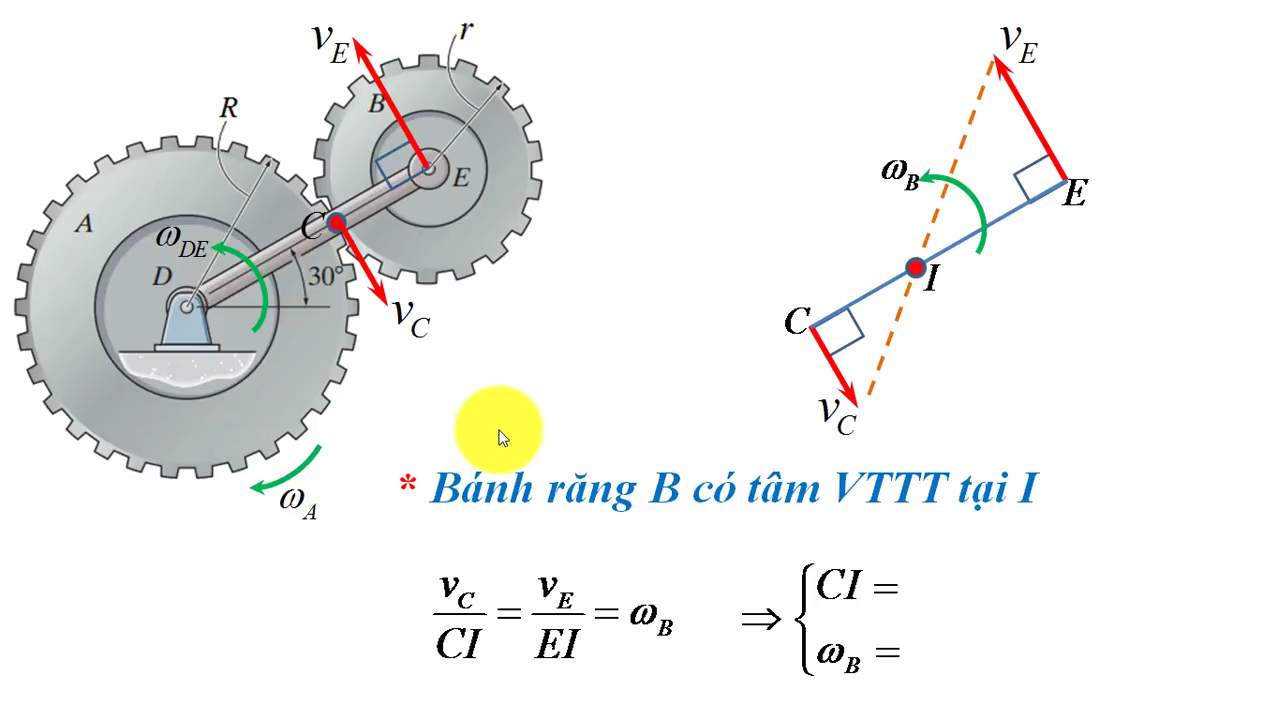 v_E
r
R
B
E
A
C
ω_DE
D
30°
v_C
ω_A
v_E
ω_B
E
I
C
v_C
* Bánh răng B có tâm VTTT tại I
v_C/CI = v_E/EI = ω_B ⇒ { CI =
ω_B =